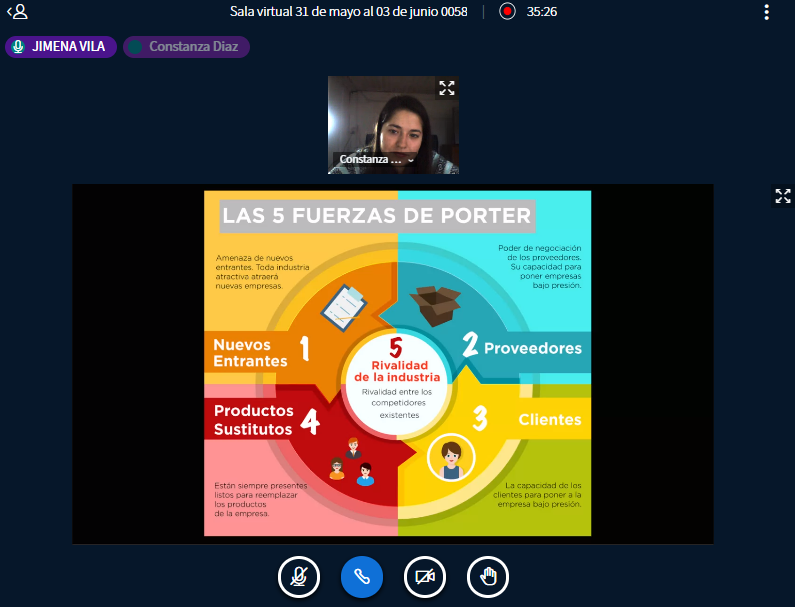 Sala virtual 31 de mayo al 03 de junio 0058
35:26
JIMENA VILA
Constanza Diaz
Constanza ...
LAS 5 FUERZAS DE PORTER
Amenaza de nuevos
entrantes. Toda industria
atractiva atraerá
nuevas empresas.
Poder de negociación
de los proveedores.
Su capacidad para
poner empresas
bajo presión.
Nuevos
Entrantes
1
2
Proveedores
5
Rivalidad
de la industria
Rivalidad entre los
competidores
existentes
Productos
Sustitutos
4
3
Clientes
Están siempre presentes
listos para reemplazar
los productos
de la empresa.
La capacidad de los
clientes para poner a la
empresa bajo presión.